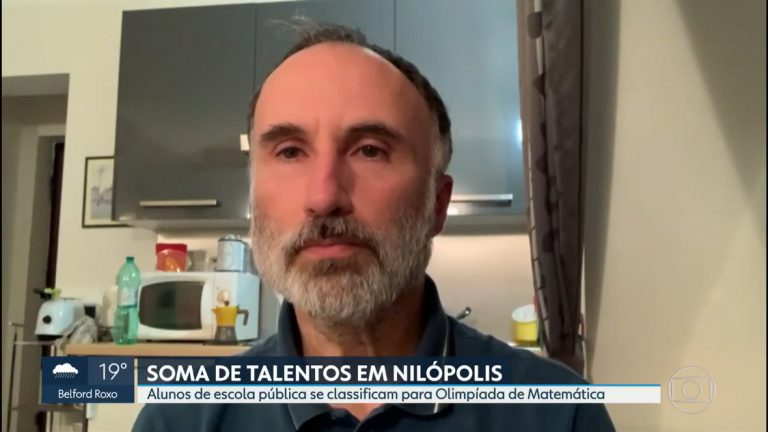 SOMA DE TALENTOS EM NILÓPOLIS
Alunos de escola pública se classificam para Olimpíada de Matemática
19°
Belford Roxo